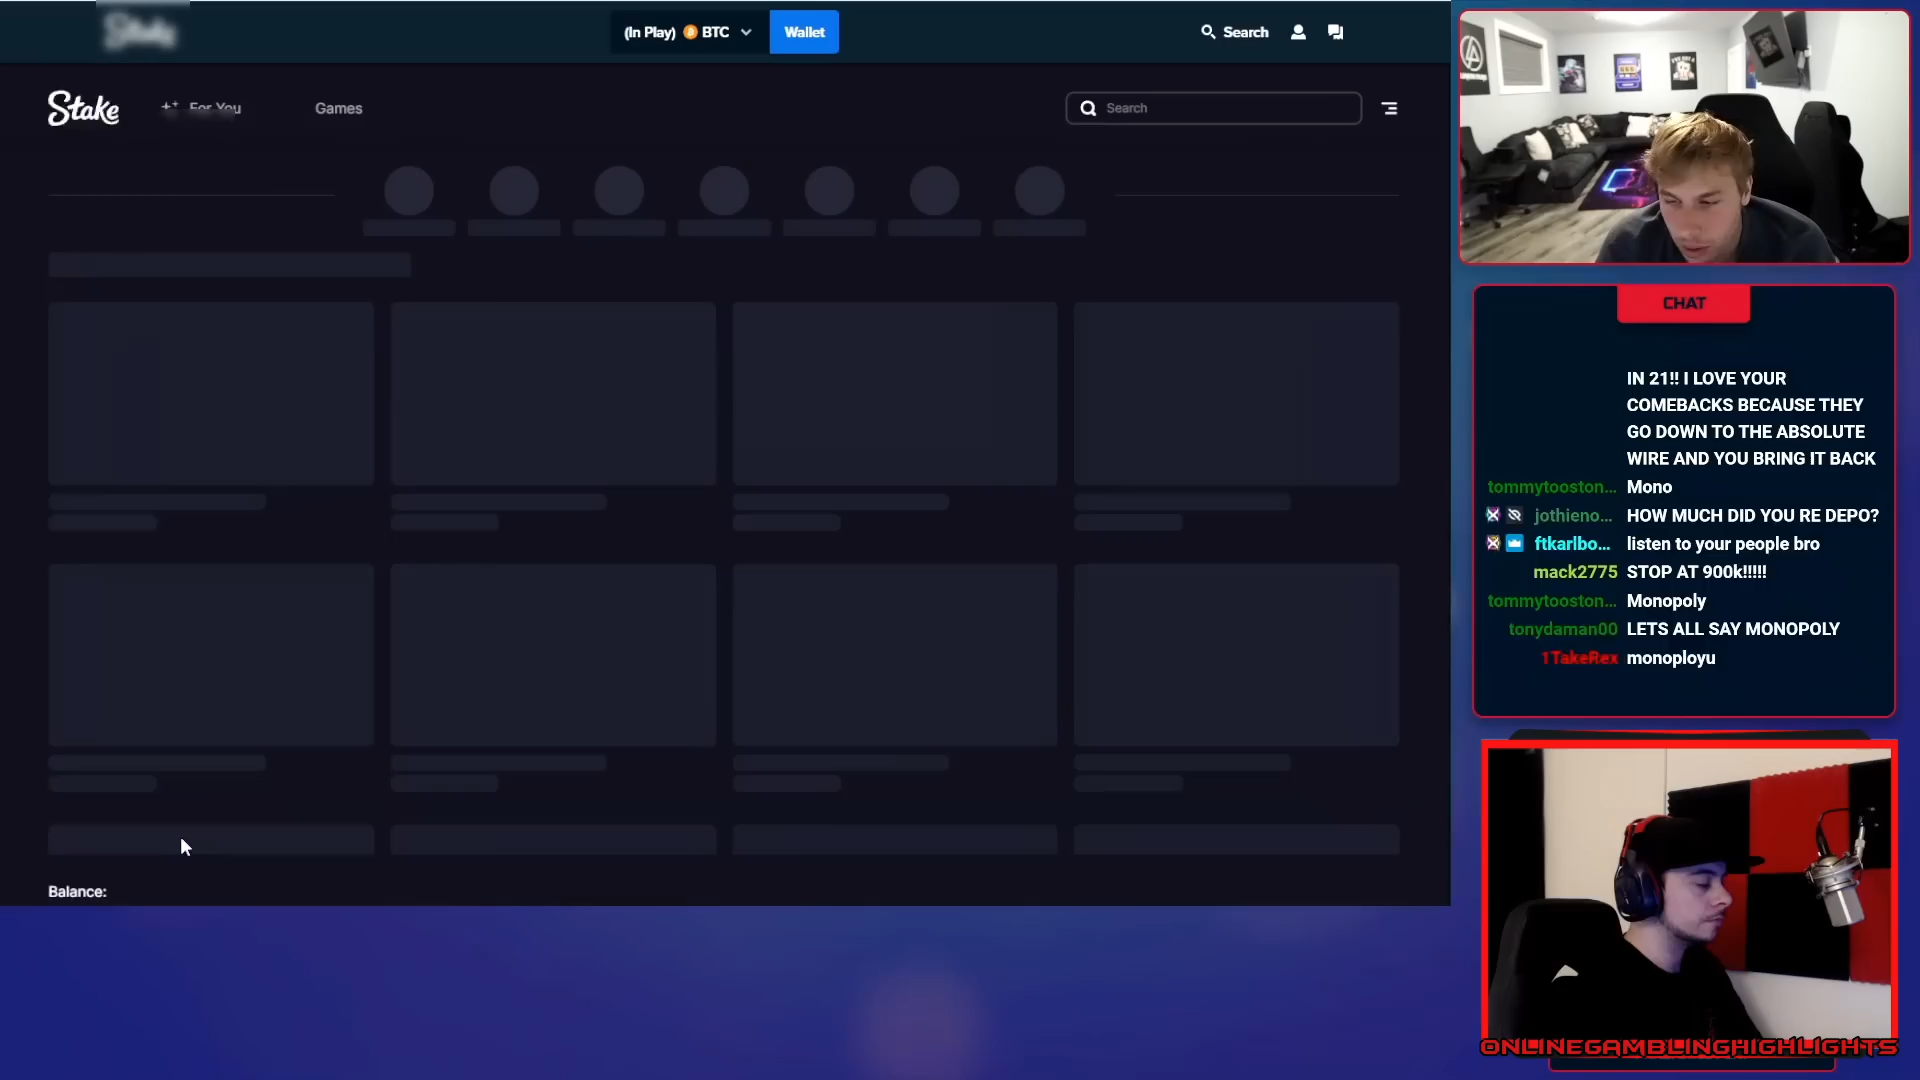 Stake
(In Play) BTC
Wallet
Search
Stake
For You
Games
Search
Balance:
CHAT
IN 21!! I LOVE YOUR
COMEBACKS BECAUSE THEY
GO DOWN TO THE ABSOLUTE
WIRE AND YOU BRING IT BACK
tommytooston... Mono
jothieno... HOW MUCH DID YOU RE DEPO?
ftkarlbo... listen to your people bro
mack2775 STOP AT 900k!!!!!
tommytooston... Monopoly
tonydaman00 LETS ALL SAY MONOPOLY
1TakeRex monoployu
ONLINEGAMBLINGHIGHLIGHTS